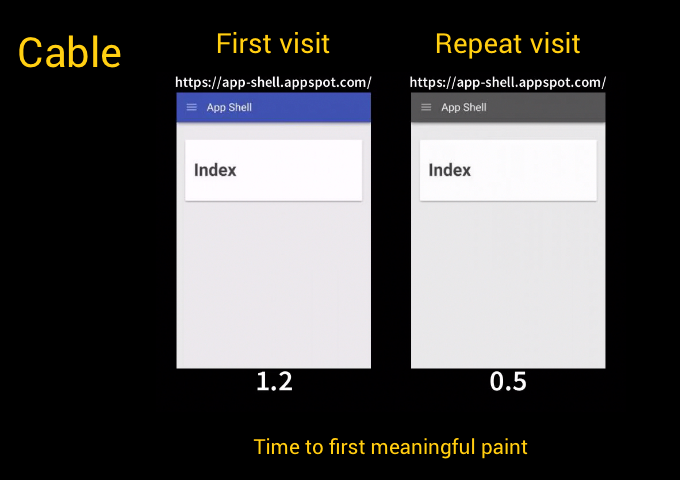 Cable
First visit
Repeat visit
https://app-shell.appspot.com/
https://app-shell.appspot.com/
App Shell
App Shell
Index
Index
1.2
0.5
Time to first meaningful paint